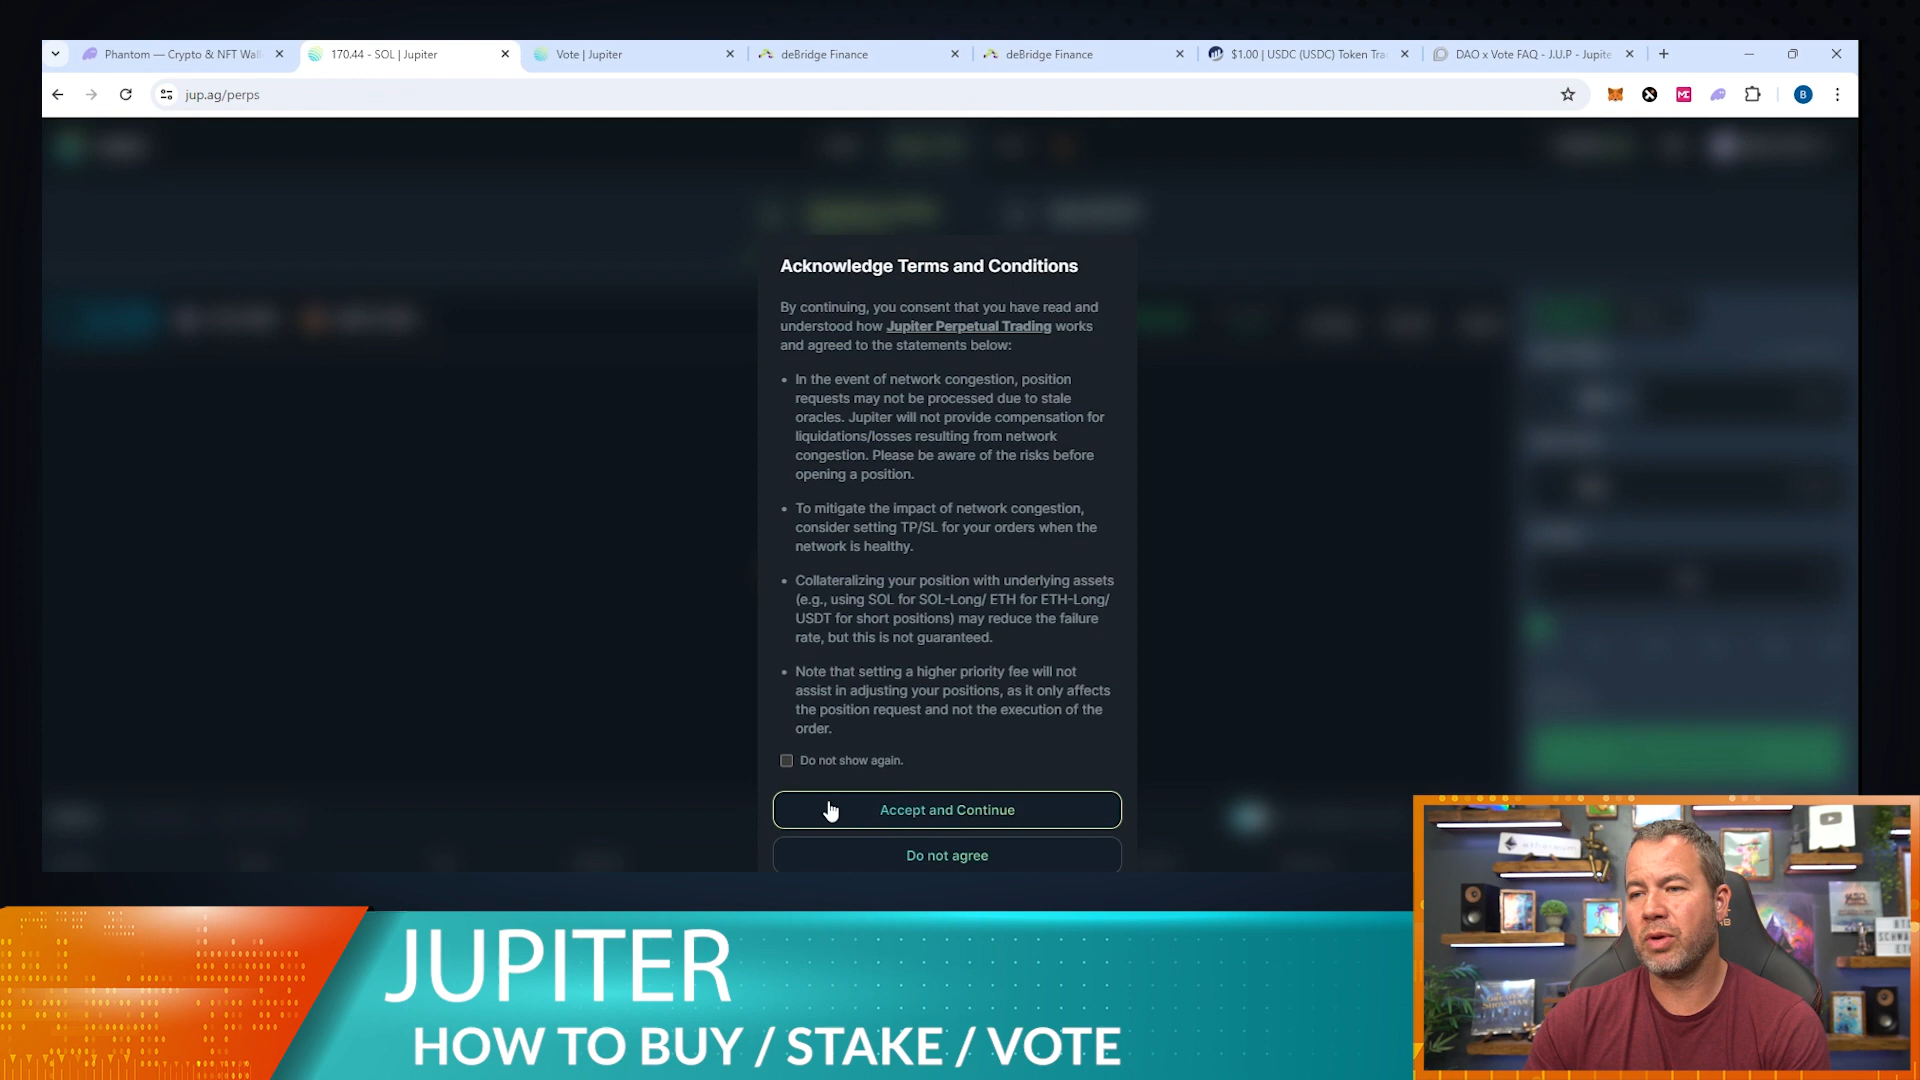 Phantom — Crypto & NFT Wall
170.44 - SOL | Jupiter
Vote | Jupiter
deBridge Finance
deBridge Finance
$1.00 | USDC (USDC) Token Tra
DAO x Vote FAQ - J.U.P - Jupite
jup.ag/perps
B
Acknowledge Terms and Conditions
By continuing, you consent that you have read and
understood how Jupiter Perpetual Trading works
and agreed to the statements below:
• In the event of network congestion, position
requests may not be processed due to stale
oracles. Jupiter will not provide compensation for
liquidations/losses resulting from network
congestion. Please be aware of the risks before
opening a position.
• To mitigate the impact of network congestion,
consider setting TP/SL for your orders when the
network is healthy.
• Collateralizing your position with underlying assets
(e.g., using SOL for SOL-Long/ ETH for ETH-Long/
USDT for short positions) may reduce the failure
rate, but this is not guaranteed.
• Note that setting a higher priority fee will not
assist in adjusting your positions, as it only affects
the position request and not the execution of the
order.
Do not show again.
Accept and Continue
Do not agree
ethereum
JUPITER
HOW TO BUY / STAKE / VOTE